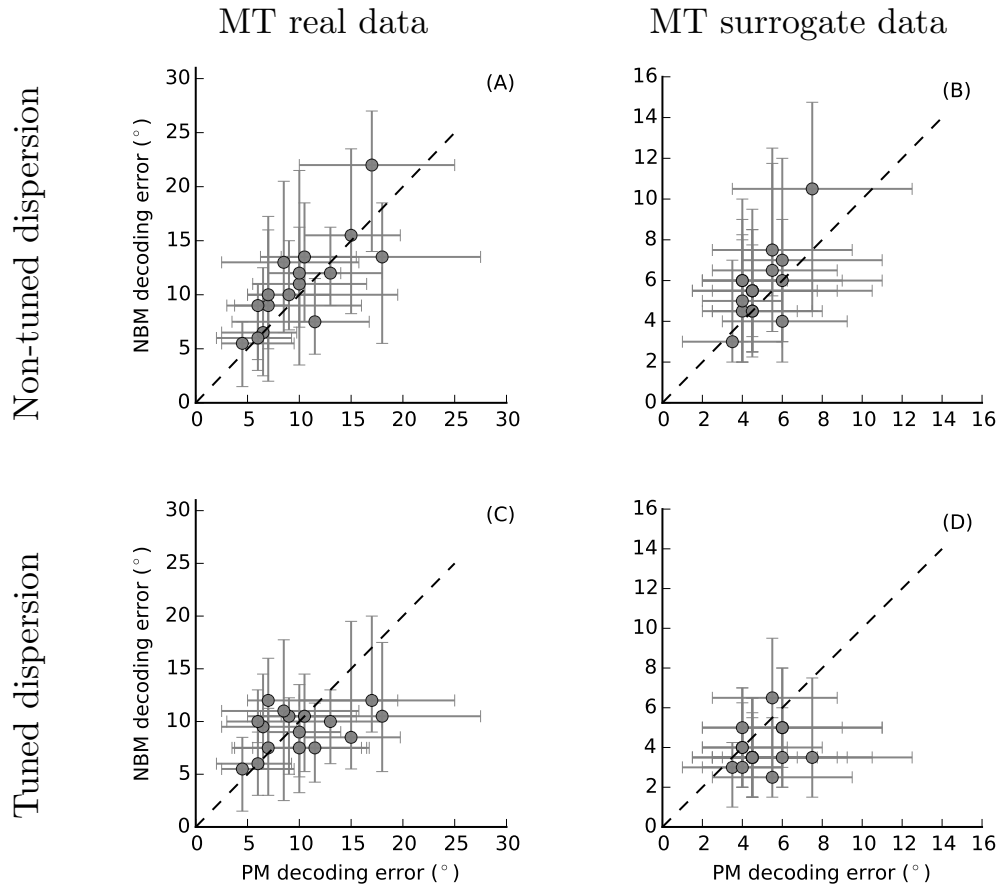 MT real data
MT surrogate data
Non-tuned dispersion
Tuned dispersion
(A)
NBM decoding error (°)
30
25
20
15
10
5
0
0 5 10 15 20 25 30
(B)
16
14
12
10
8
6
4
2
0
0 2 4 6 8 10 12 14 16
(C)
NBM decoding error (°)
30
25
20
15
10
5
0
0 5 10 15 20 25 30
PM decoding error (°)
(D)
16
14
12
10
8
6
4
2
0
0 2 4 6 8 10 12 14 16
PM decoding error (°)